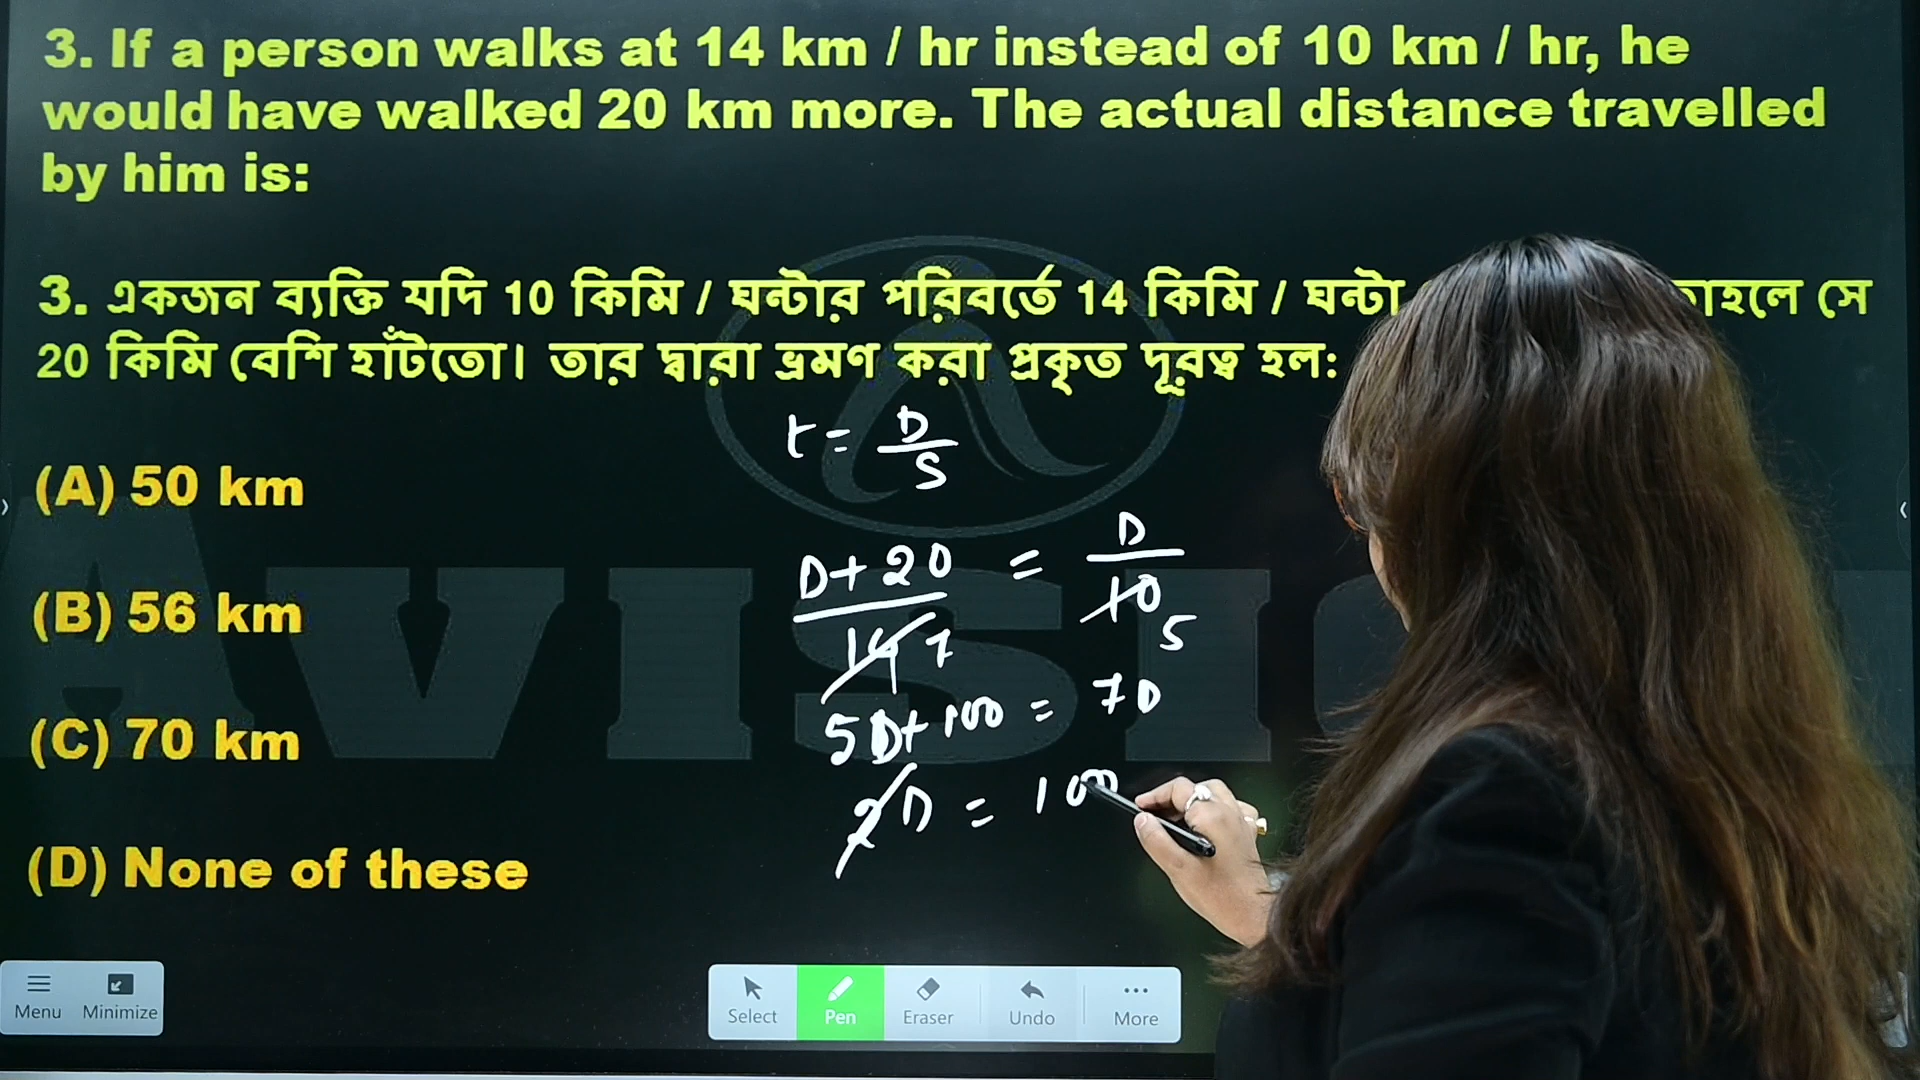 3. If a person walks at 14 km / hr instead of 10 km / hr, he
would have walked 20 km more. The actual distance travelled
by him is:
3. একজন ব্যক্তি যদি 10 কিমি / ঘন্টার পরিবর্তে 14 কিমি / ঘন্টা তাহলে সে
20 কিমি বেশি হাঁটতো। তার দ্বারা ভ্রমণ করা প্রকৃত দূরত্ব হল:
(A) 50 km
(B) 56 km
(C) 70 km
(D) None of these
t = D/S
D+20/14 7 = D/10 5
5D+100 = 7D
2D = 100
AVISI
Menu Minimize
Select Pen Eraser Undo More